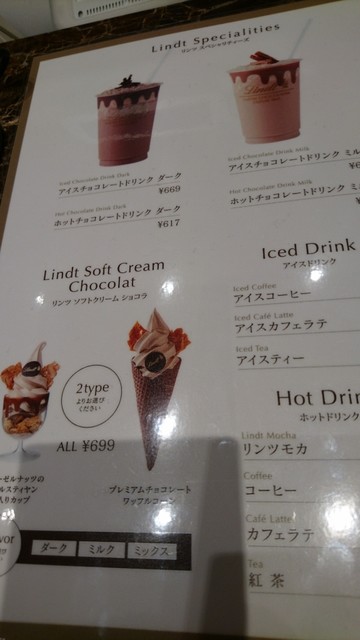 Lindt Specialities
リンツ スペシャリティーズ
Iced Chocolate Drink Dark
アイスチョコレートドリンク ダーク
¥669
Hot Chocolate Drink Dark
ホットチョコレートドリンク ダーク
¥617
Iced Chocolate Drink Milk
アイスチョコレートドリンク ミル
Hot Chocolate Drink Milk
ホットチョコレートドリンク ミ
Lindt Soft Cream
Chocolat
リンツ ソフトクリーム ショコラ
2type
よりお選び
ください
ALL ¥699
ーゼルナッツの
ルスティヤン
入りカップ
プレミアムチョコレート
ワッフルコーン
vor
ダーク
ミルク
ミックス
Iced Drink
アイスドリンク
Iced Coffee
アイスコーヒー
Iced Café Latte
アイスカフェラテ
Iced Tea
アイスティー
Hot Drin
ホットドリンク
Lindt Mocha
リンツモカ
Coffee
コーヒー
Café Latte
カフェラテ
Tea
紅茶